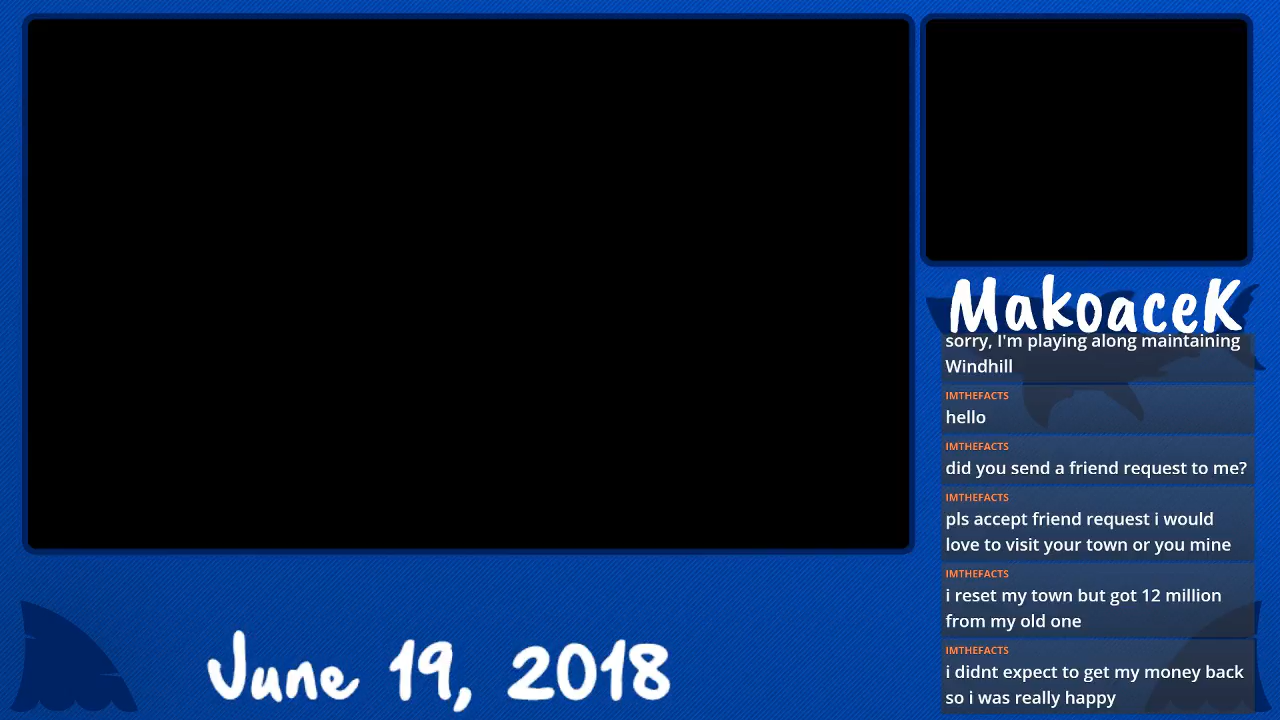 MakoaceK
sorry, I'm playing along maintaining
Windhill
IMTHEFACTS
hello
IMTHEFACTS
did you send a friend request to me?
IMTHEFACTS
pls accept friend request i would
love to visit your town or you mine
IMTHEFACTS
i reset my town but got 12 million
from my old one
IMTHEFACTS
i didnt expect to get my money back
so i was really happy
June 19, 2018